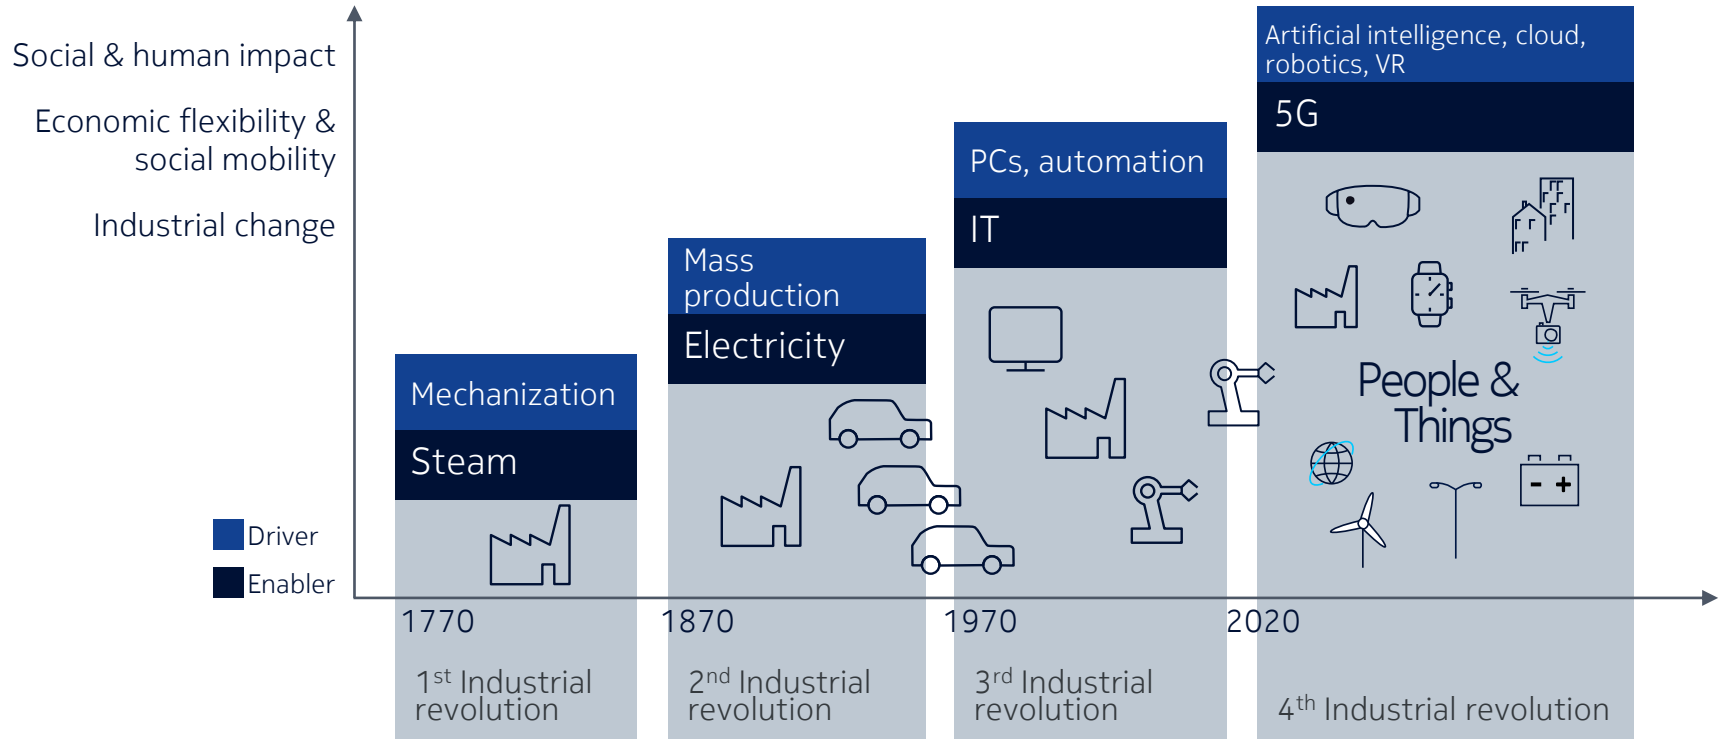 Social & human impact
Economic flexibility &
social mobility
Industrial change
Driver
Enabler
Mechanization
Steam
1770
1st Industrial
revolution
Mass
production
Electricity
1870
2nd Industrial
revolution
PCs, automation
IT
1970
3rd Industrial
revolution
Artificial intelligence, cloud,
robotics, VR
5G
People &
Things
2020
4th Industrial revolution